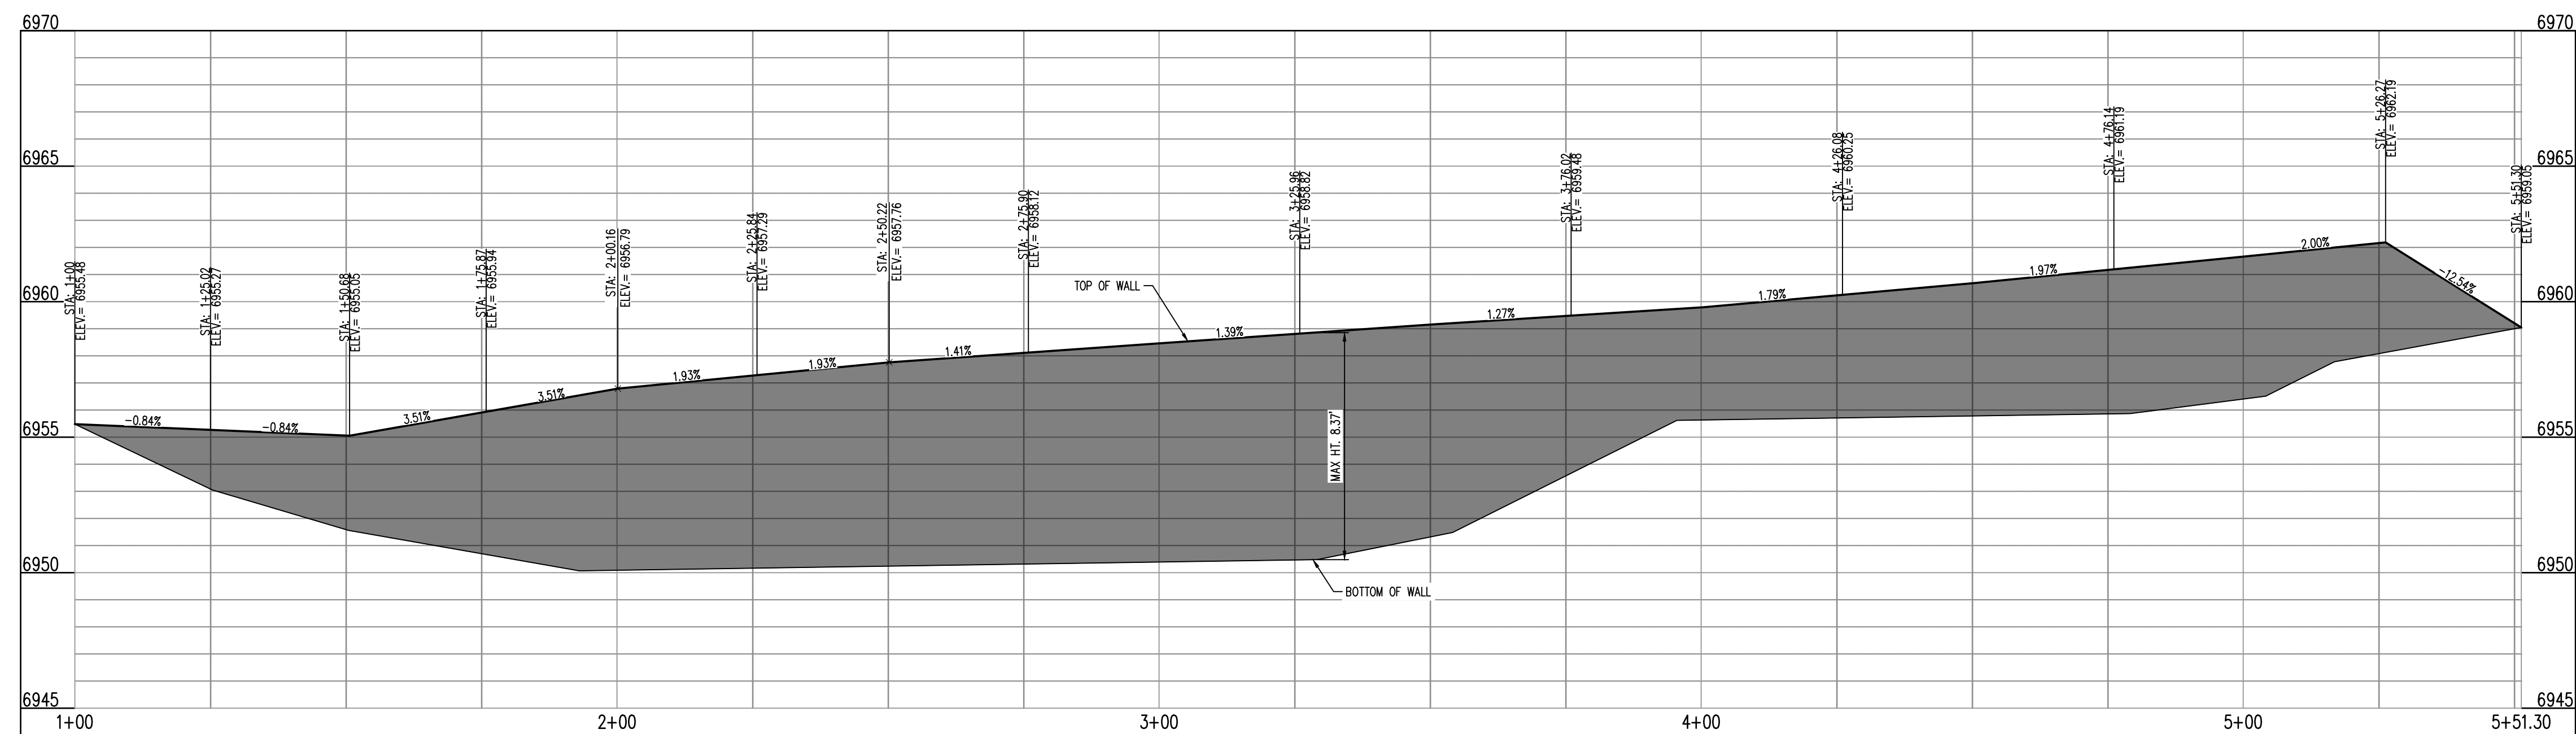 6970
6970
6965
6965
6960
6960
6955
6955
6950
6950
6945
6945
STA: 1+00
ELEV.= 6955.48
STA: 1+25.02
ELEV.= 6955.27
STA: 1+50.68
ELEV.= 6955.05
STA: 1+75.87
ELEV.= 6955.94
STA: 2+00.16
ELEV.= 6956.79
STA: 2+25.84
ELEV.= 6957.29
STA: 2+50.22
ELEV.= 6957.76
STA: 2+75.90
ELEV.= 6958.12
STA: 3+25.96
ELEV.= 6958.82
STA: 3+76.02
ELEV.= 6959.48
STA: 4+26.08
ELEV.= 6960.25
STA: 4+76.14
ELEV.= 6961.19
STA: 5+26.27
ELEV.= 6962.19
STA: 5+51.30
ELEV.= 6959.05
-0.84%
-0.84%
3.51%
3.51%
1.93%
1.93%
1.41%
1.39%
1.27%
1.79%
1.97%
2.00%
-12.54%
TOP OF WALL
MAX HT. 8.37'
BOTTOM OF WALL
1+00
2+00
3+00
4+00
5+00
5+51.30